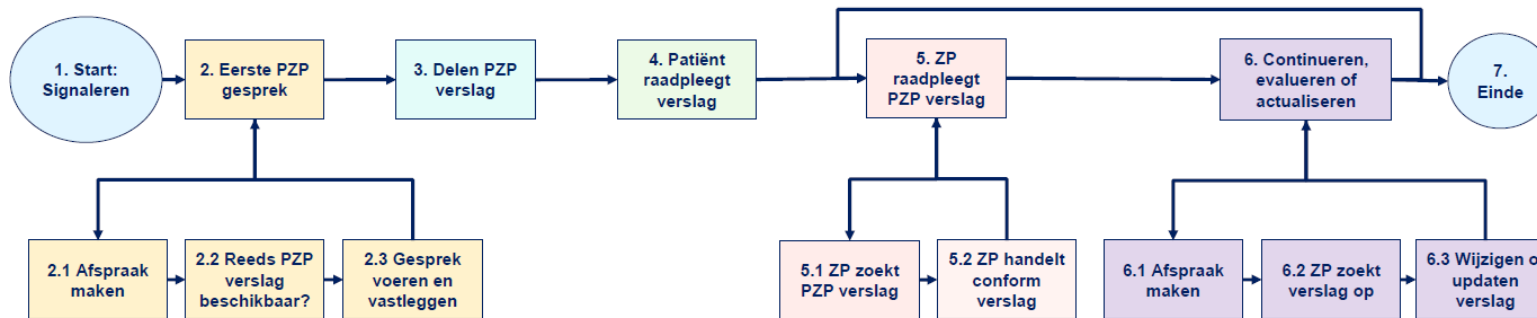 1. Start:
Signaleren
2. Eerste PZP
gesprek
3. Delen PZP
verslag
4. Patiënt
raadpleegt
verslag
5. ZP
raadpleegt
PZP verslag
6. Continueren,
evalueren of
actualiseren
7.
Einde
2.1 Afspraak
maken
2.2 Reeds PZP
verslag
beschikbaar?
2.3 Gesprek
voeren en
vastleggen
5.1 ZP zoekt
PZP verslag
5.2 ZP handelt
conform
verslag
6.1 Afspraak
maken
6.2 ZP zoekt
verslag op
6.3 Wijzigen o
updaten
verslag